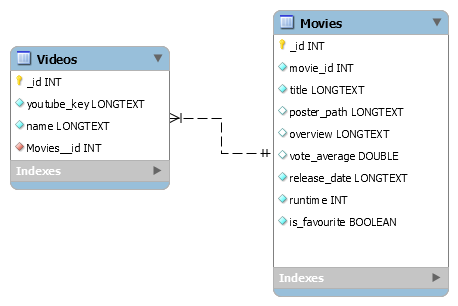 Videos
_id INT
youtube_key LONGTEXT
name LONGTEXT
Movies__id INT
Indexes
Movies
_id INT
movie_id INT
title LONGTEXT
poster_path LONGTEXT
overview LONGTEXT
vote_average DOUBLE
release_date LONGTEXT
runtime INT
is_favourite BOOLEAN
Indexes